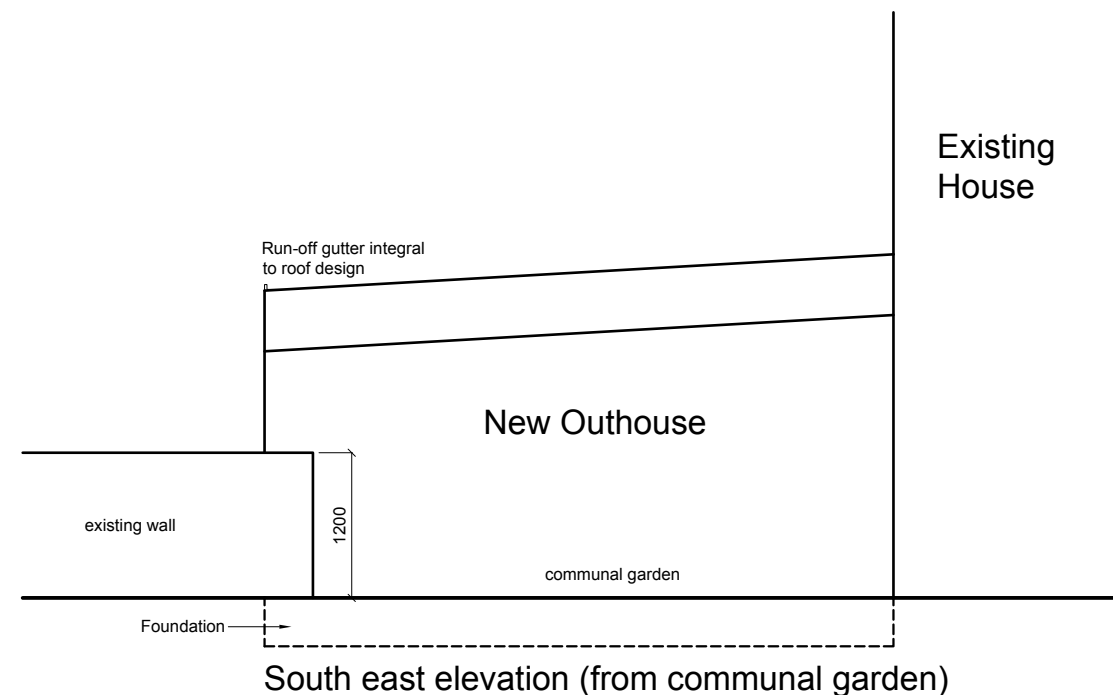 Existing
House
Run-off gutter integral
to roof design
New Outhouse
existing wall
1200
communal garden
Foundation
South east elevation (from communal garden)